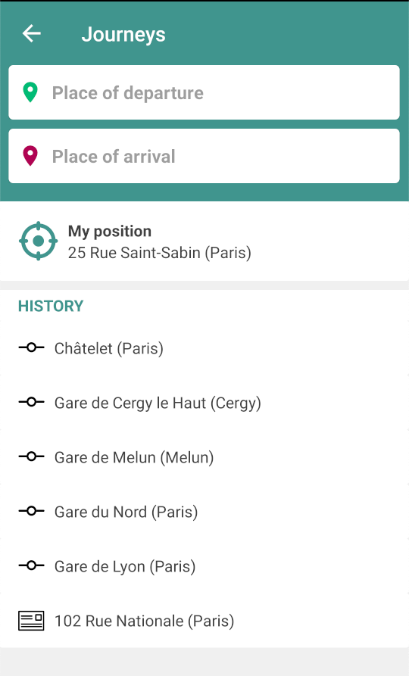 Journeys
Place of departure
Place of arrival
My position
25 Rue Saint-Sabin (Paris)
HISTORY
Châtelet (Paris)
Gare de Cergy le Haut (Cergy)
Gare de Melun (Melun)
Gare du Nord (Paris)
Gare de Lyon (Paris)
102 Rue Nationale (Paris)